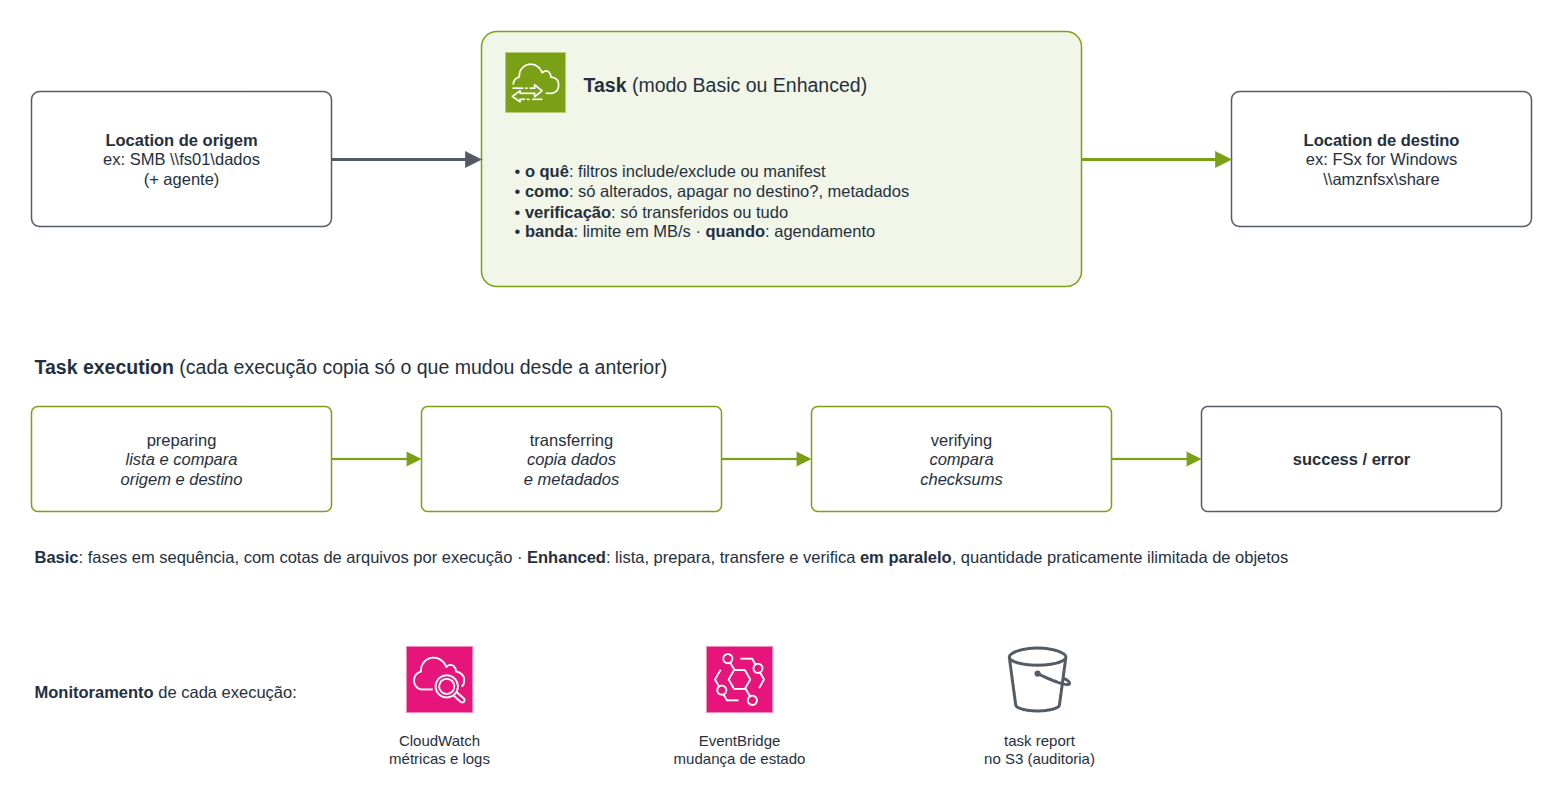 Task (modo Basic ou Enhanced)
Location de origem
ex: SMB \\fs01\dados
(+ agente)
• o quê: filtros include/exclude ou manifest
• como: só alterados, apagar no destino?, metadados
• verificação: só transferidos ou tudo
• banda: limite em MB/s · quando: agendamento
Location de destino
ex: FSx for Windows
\\amznfsx\share
Task execution (cada execução copia só o que mudou desde a anterior)
preparing
lista e compara
origem e destino
transferring
copia dados
e metadados
verifying
compara
checksums
success / error
Basic: fases em sequência, com cotas de arquivos por execução · Enhanced: lista, prepara, transfere e verifica em paralelo, quantidade praticamente ilimitada de objetos
Monitoramento de cada execução:
CloudWatch
métricas e logs
EventBridge
mudança de estado
task report
no S3 (auditoria)